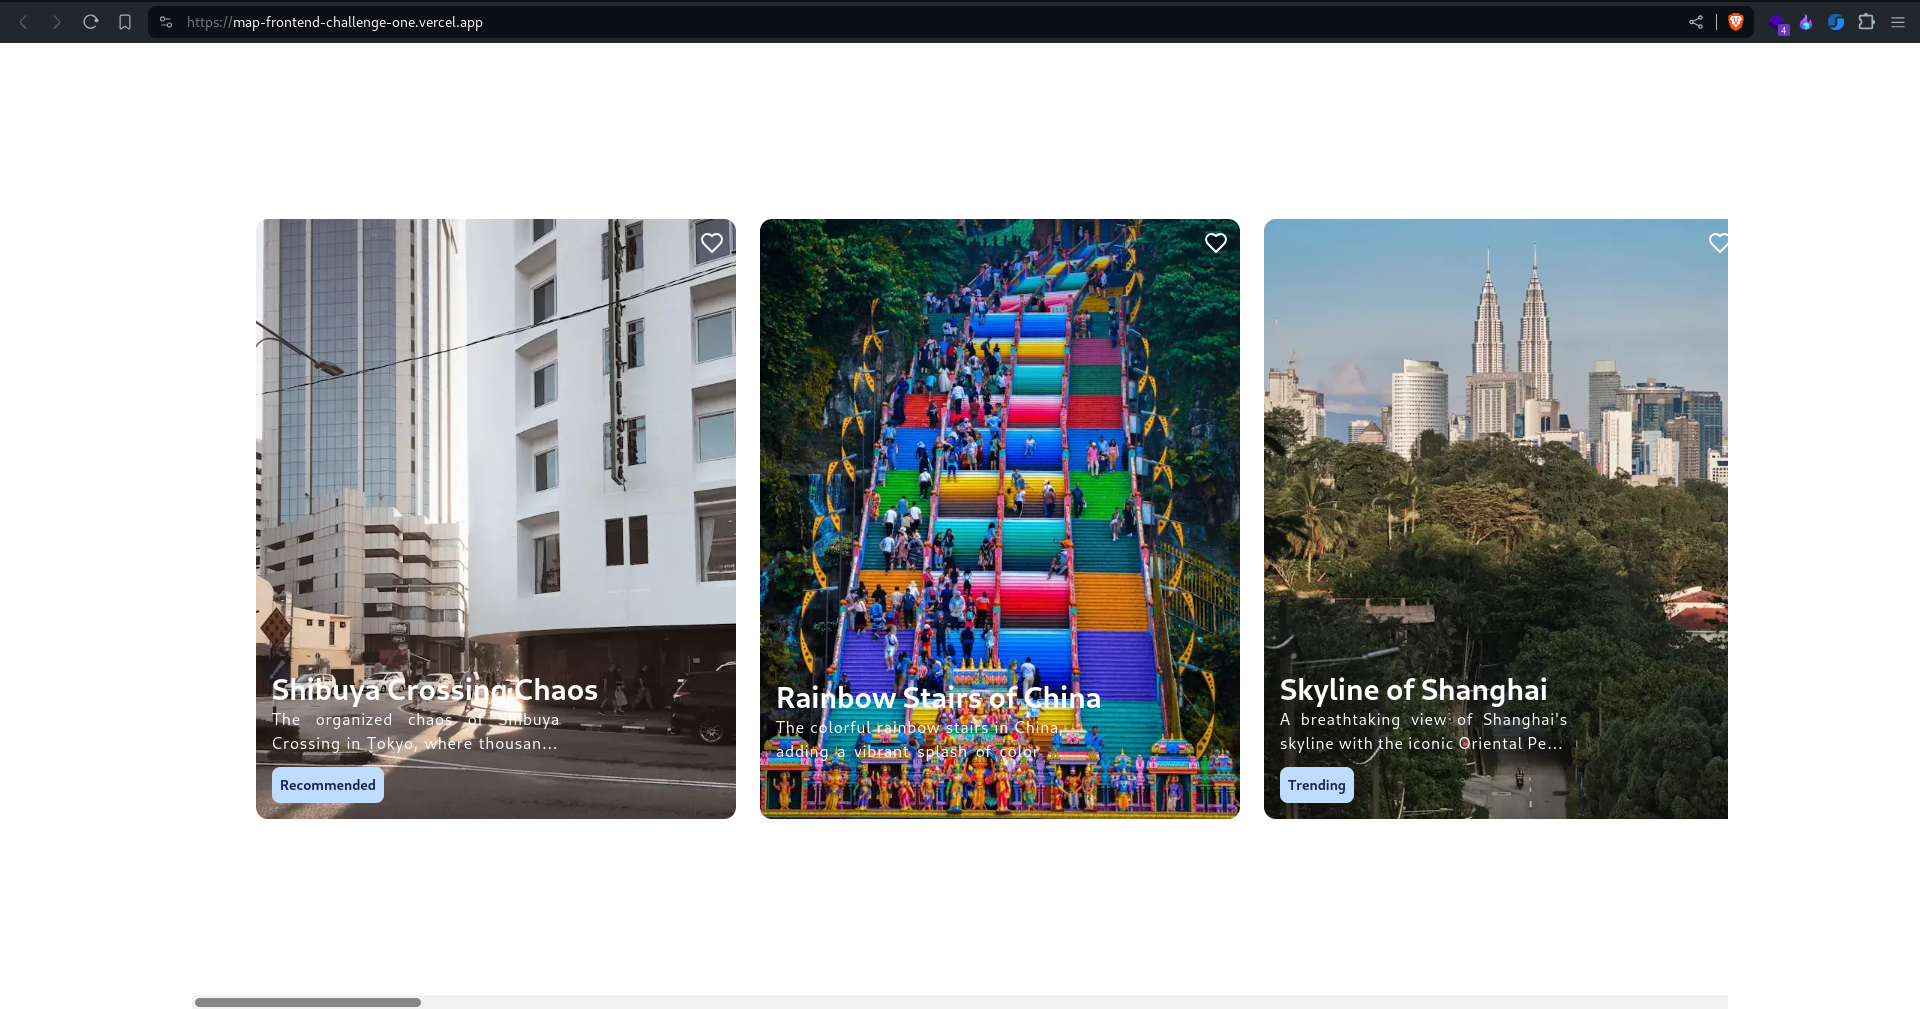 https://map-frontend-challenge-one.vercel.app
4
Shibuya Crossing Chaos
The organized chaos of Shibuya
Crossing in Tokyo, where thousan...
Recommended
Rainbow Stairs of China
The colorful rainbow stairs in China,
adding a vibrant splash of color ...
Skyline of Shanghai
A breathtaking view of Shanghai's
skyline with the iconic Oriental Pe...
Trending